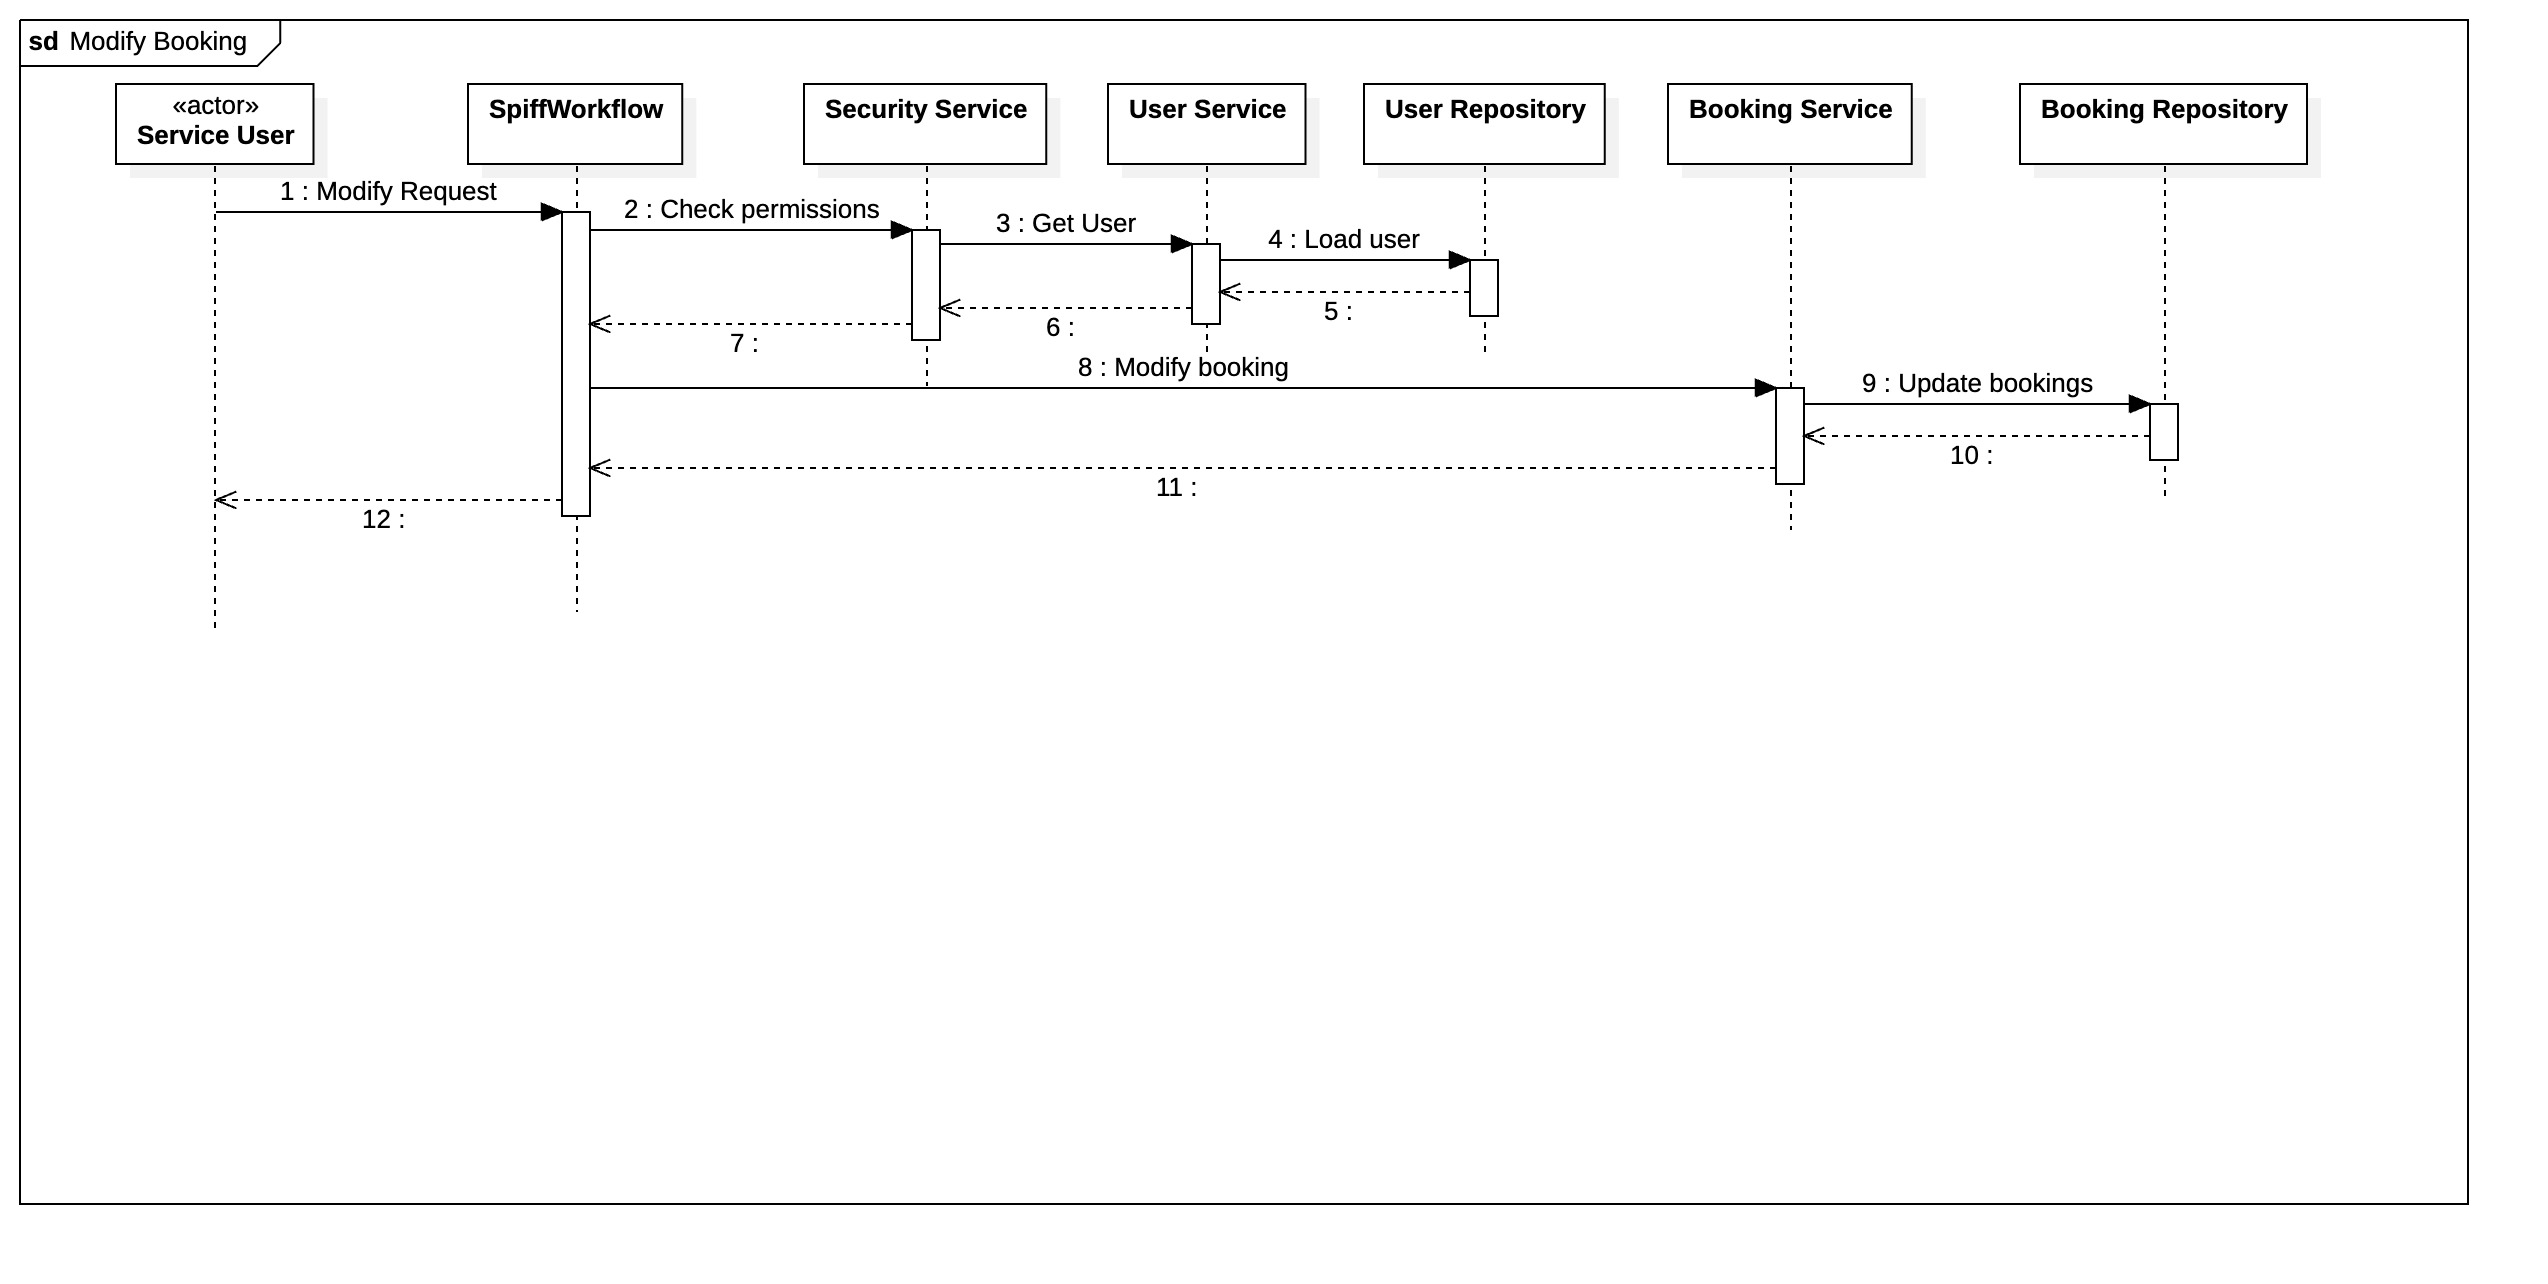 sd Modify Booking
«actor»
Service User
SpiffWorkflow
Security Service
User Service
User Repository
Booking Service
Booking Repository
1 : Modify Request
2 : Check permissions
3 : Get User
4 : Load user
5 :
6 :
7 :
8 : Modify booking
9 : Update bookings
10 :
11 :
12 :